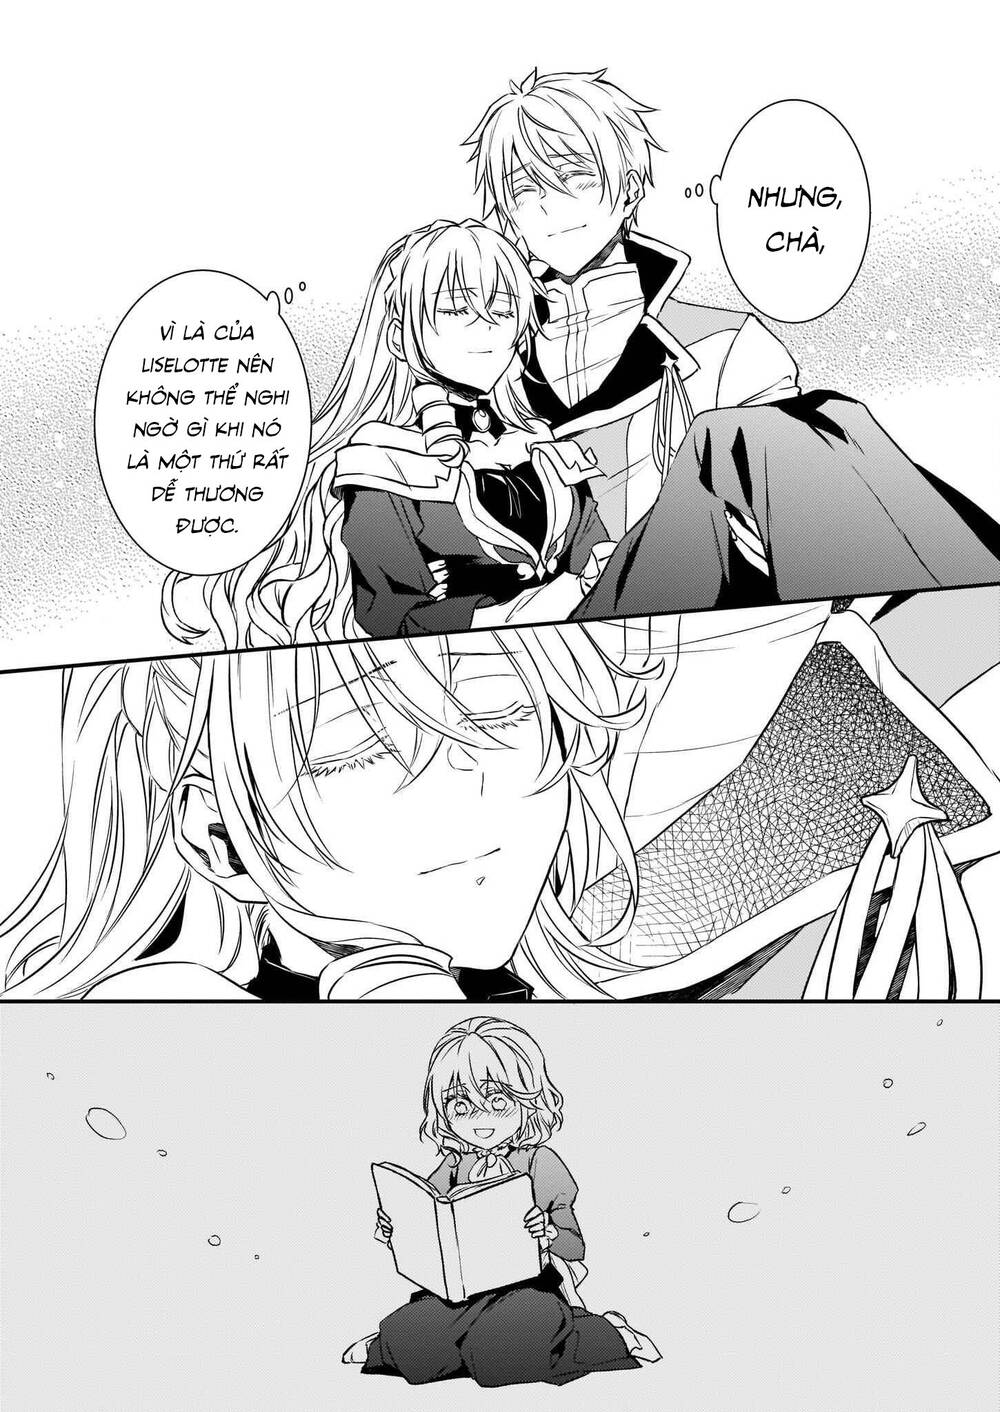 NHƯNG,
CHÀ,
VÌ LÀ CỦA
LISELOTTE NÊN
KHÔNG THỂ NGHI
NGỜ GÌ KHI NÓ
LÀ MỘT THỨ RẤT
DỄ THƯƠNG
ĐƯỢC.